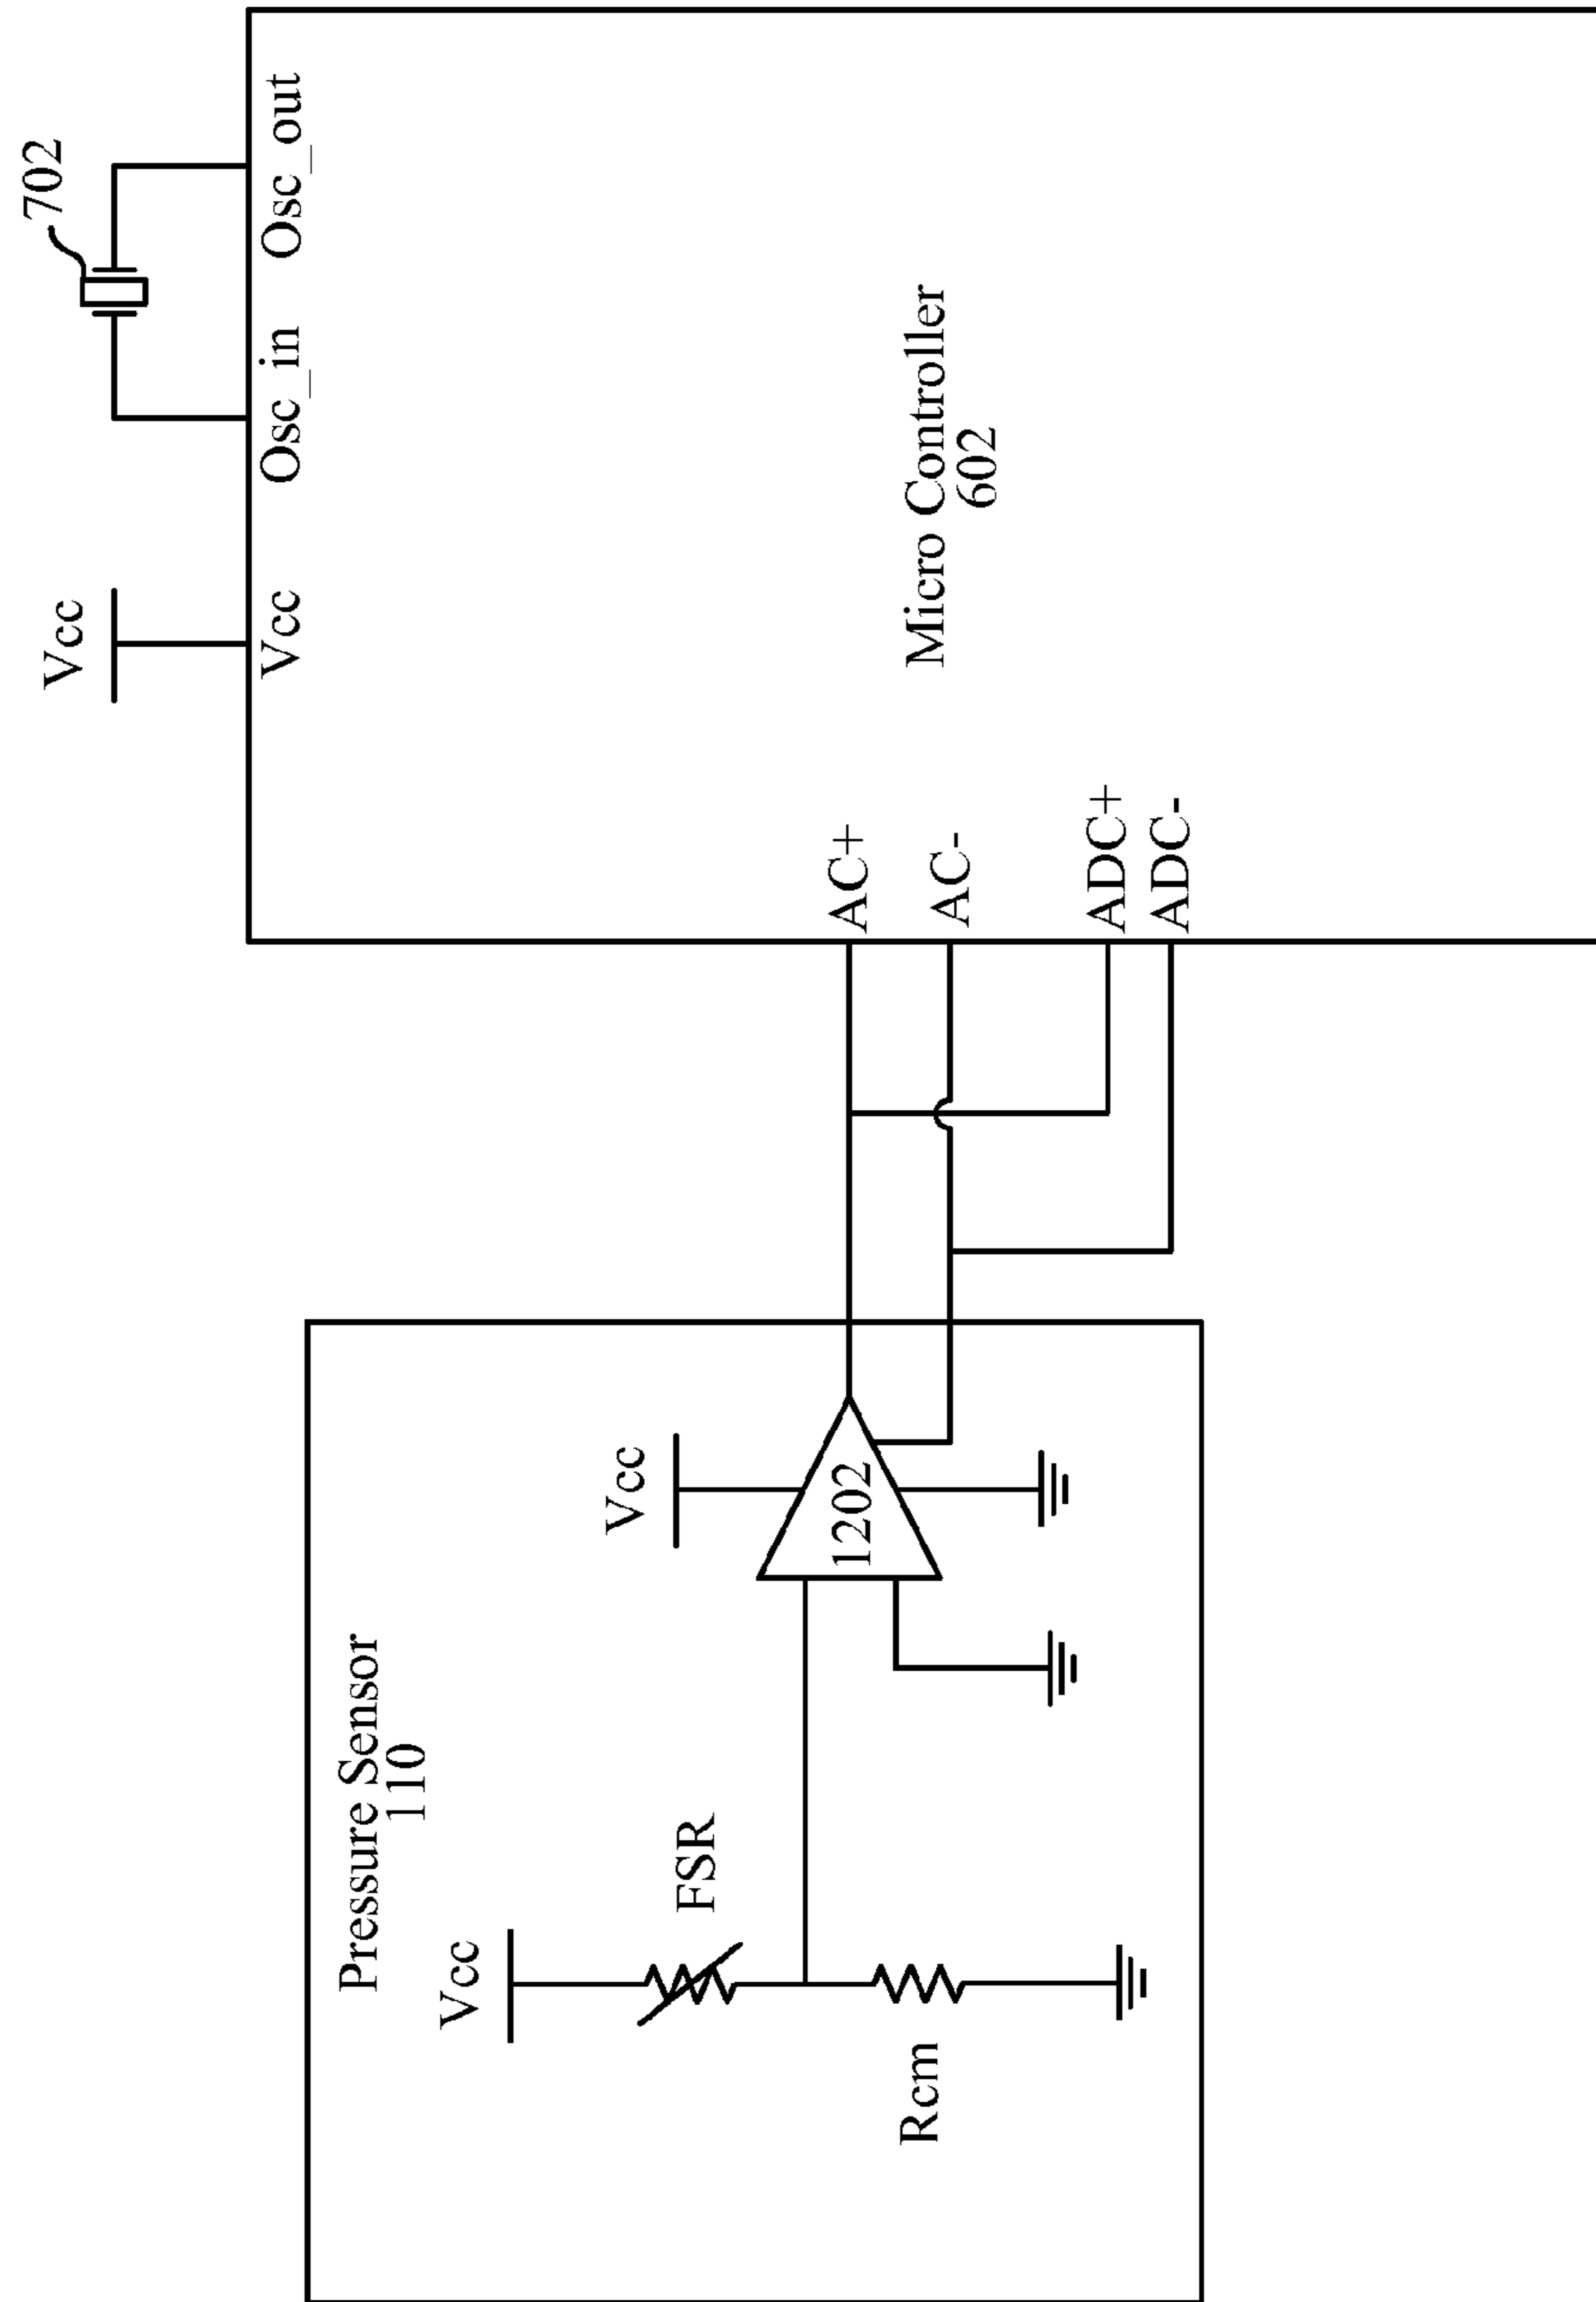 Pressure Sensor
110
Vcc
FSR
Rcm
Vcc
1202
Vcc
702
Vcc
Osc_in
Osc_out
AC+
AC-
ADC+
ADC-
Micro Controller
602